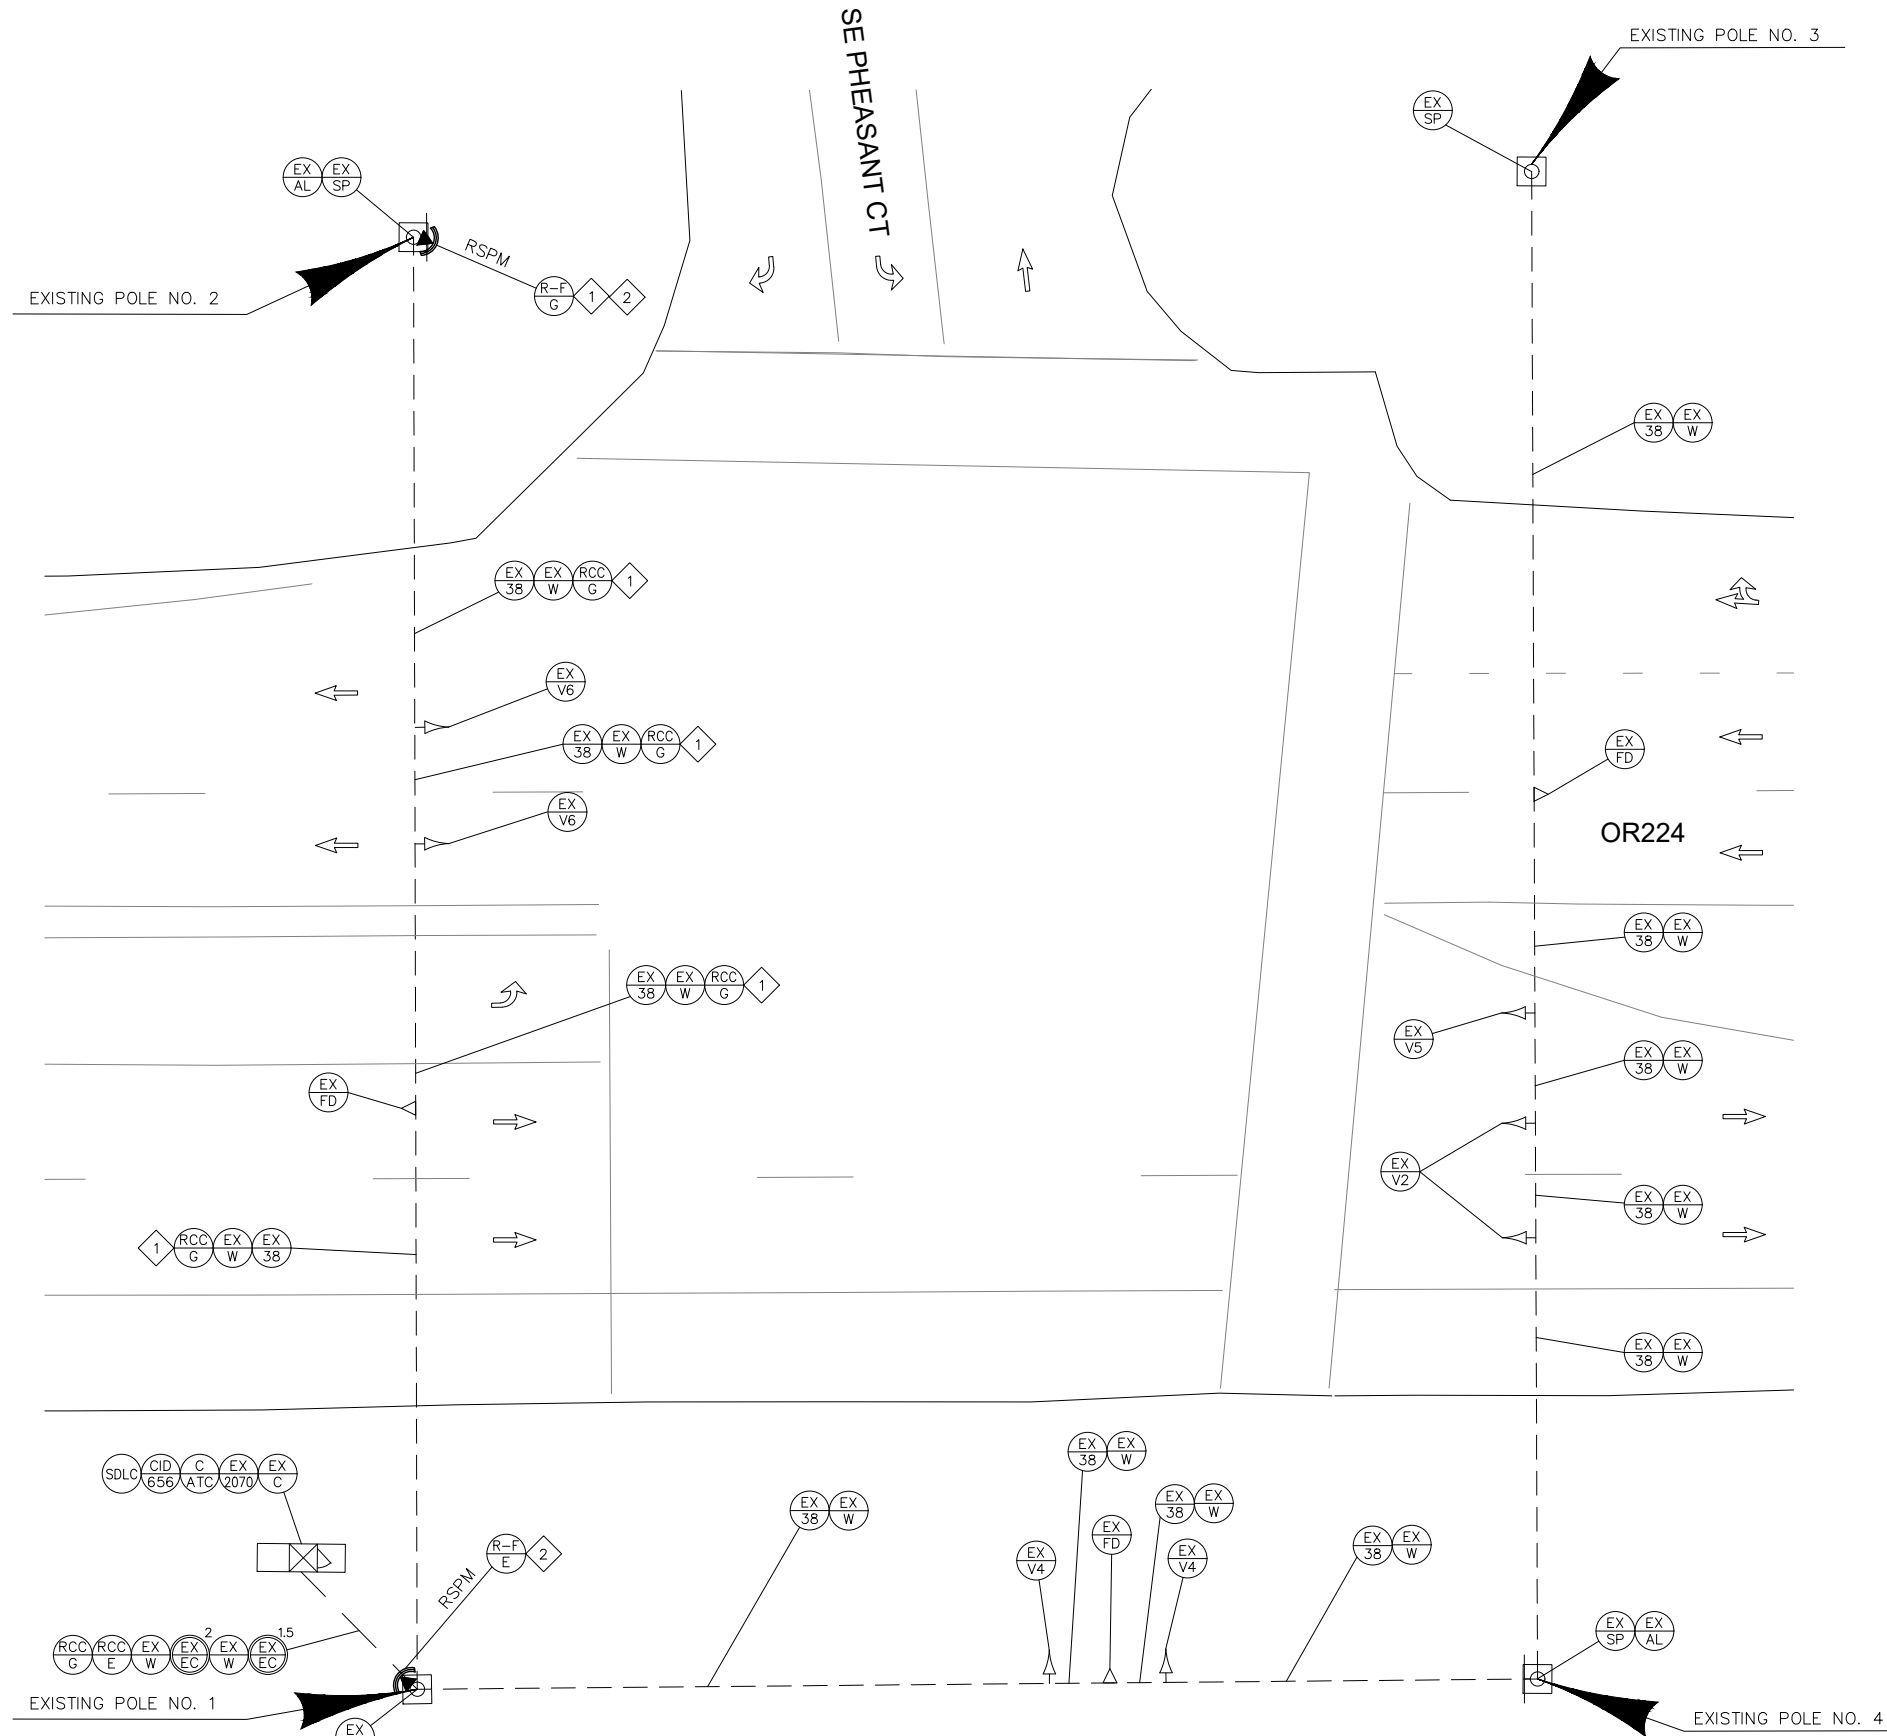 SE PHEASANT CT
EXISTING POLE NO. 3
EX
SP
EX
AL
EX
SP
RSPM
R-F
G
1
2
EXISTING POLE NO. 2
EX
38
EX
W
EX
38
EX
W
RCC
G
1
EX
V6
EX
38
EX
W
RCC
G
1
EX
FD
EX
V6
OR224
EX
38
EX
W
EX
38
EX
W
RCC
G
1
EX
V5
EX
38
EX
W
EX
FD
EX
V2
EX
38
EX
W
1
RCC
G
EX
W
EX
38
EX
38
EX
W
SDLC
CID
656
C
ATC
EX
2070
EX
C
EX
38
EX
W
EX
38
EX
W
EX
38
EX
W
EX
FD
EX
V4
EX
V4
EX
38
EX
W
R-F
E
2
RSPM
RCC
G
RCC
E
EX
W
EX
EC
2
EX
W
EX
EC
1.5
EX
SP
EX
AL
EXISTING POLE NO. 1
EX
EXISTING POLE NO. 4